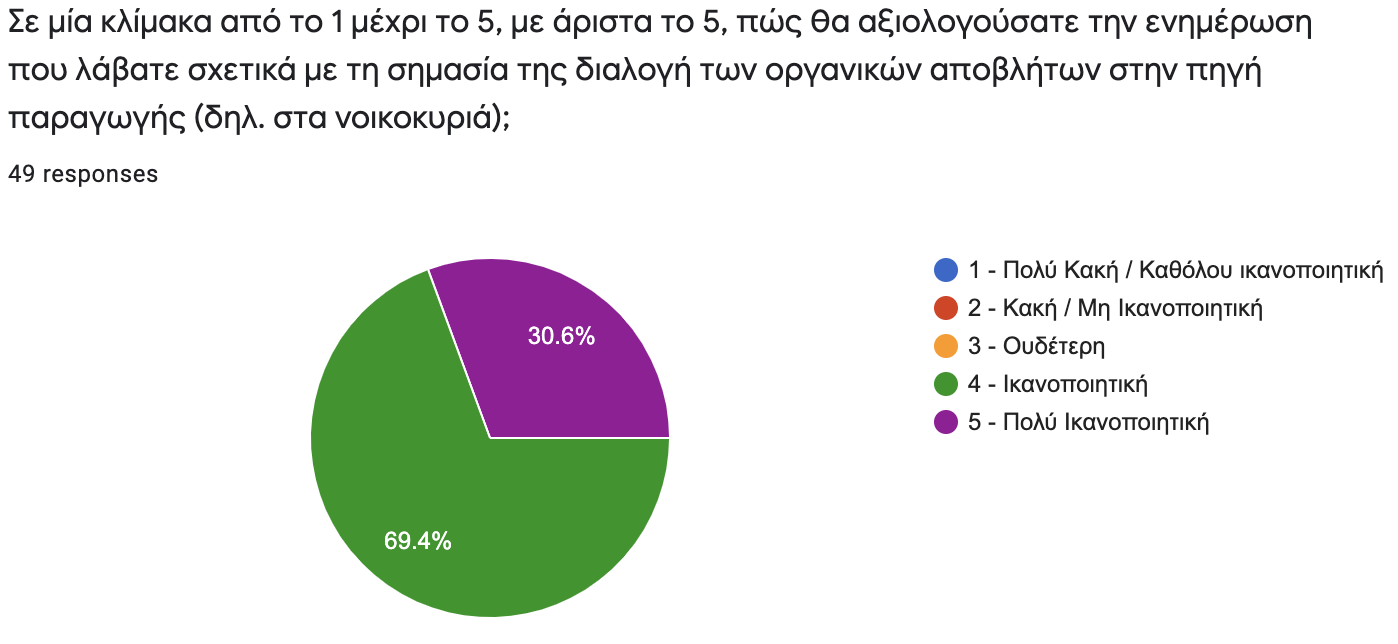 Σε μία κλίμακα από το 1 μέχρι το 5, με άριστα το 5, πώς θα αξιολογούσατε την ενημέρωση
που λάβατε σχετικά με τη σημασία της διαλογή των οργανικών αποβλήτων στην πηγή
παραγωγής (δηλ. στα νοικοκυριά);
49 responses
1 - Πολύ Κακή / Καθόλου ικανοποιητική
2 - Κακή / Μη Ικανοποιητική
3 - Ουδέτερη
4 - Ικανοποιητική
5 - Πολύ Ικανοποιητική
30.6%
69.4%